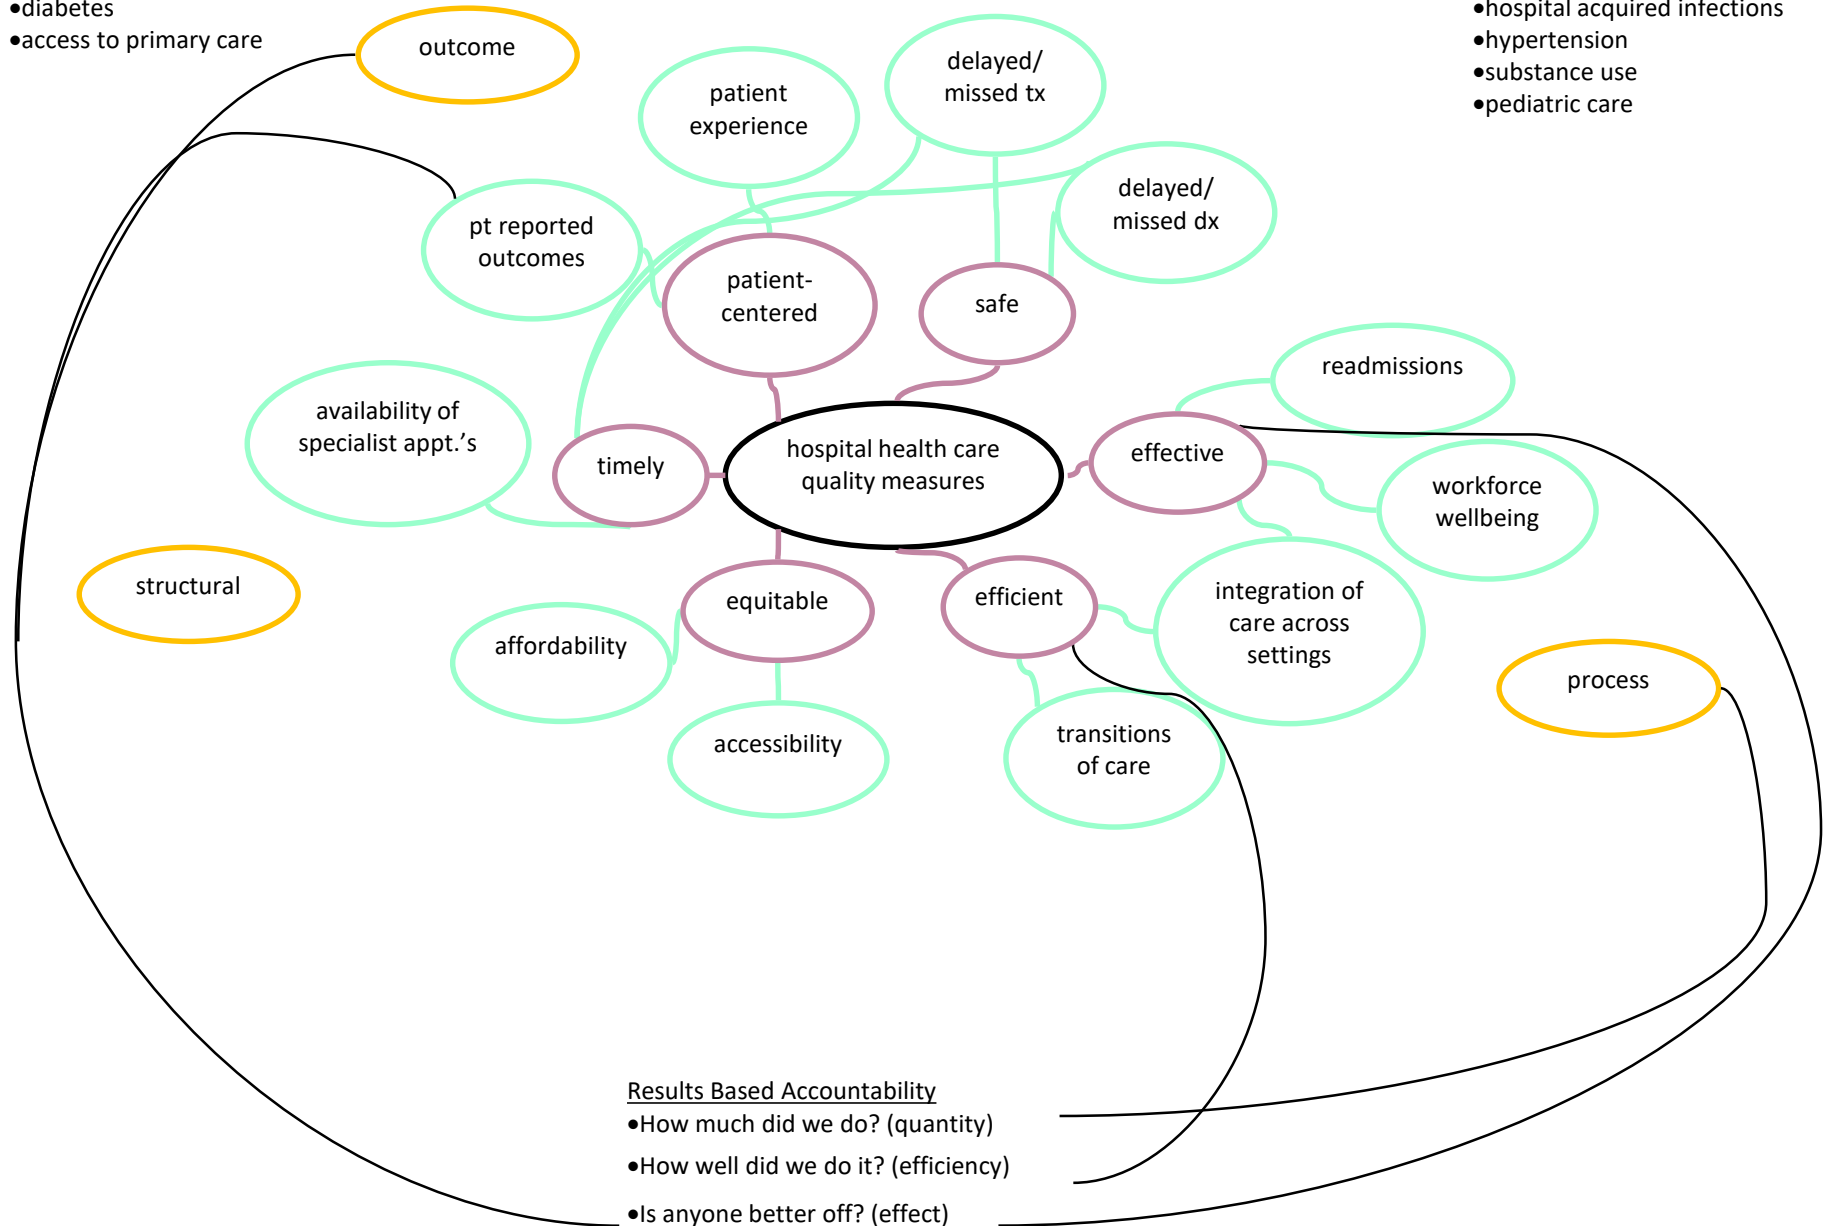 •diabetes
•access to primary care
•hospital acquired infections
•hypertension
•substance use
•pediatric care
outcome
patient
experience
delayed/
missed tx
delayed/
missed dx
pt reported
outcomes
patient-
centered
safe
readmissions
availability of
specialist appt.’s
timely
hospital health care
quality measures
effective
workforce
wellbeing
structural
equitable
efficient
integration of
care across
settings
affordability
process
accessibility
transitions
of care
Results Based Accountability
•How much did we do? (quantity)
•How well did we do it? (efficiency)
•Is anyone better off? (effect)